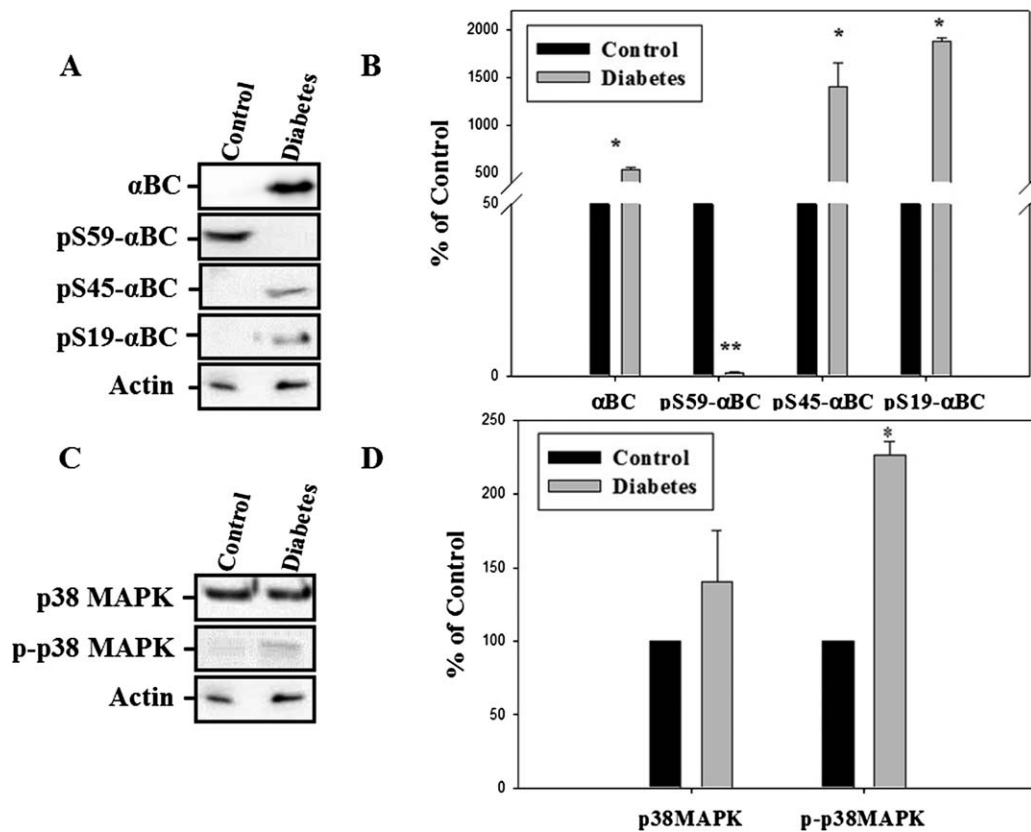 A
Control
Diabetes
αBC
pS59-αBC
pS45-αBC
pS19-αBC
Actin
B
Control
Diabetes
% of Control
2000
1500
1000
500
50
0
*
**
*
*
αBC
pS59-αBC
pS45-αBC
pS19-αBC
C
Control
Diabetes
p38 MAPK
p-p38 MAPK
Actin
D
Control
Diabetes
% of Control
250
200
150
100
50
0
*
p38MAPK
p-p38MAPK